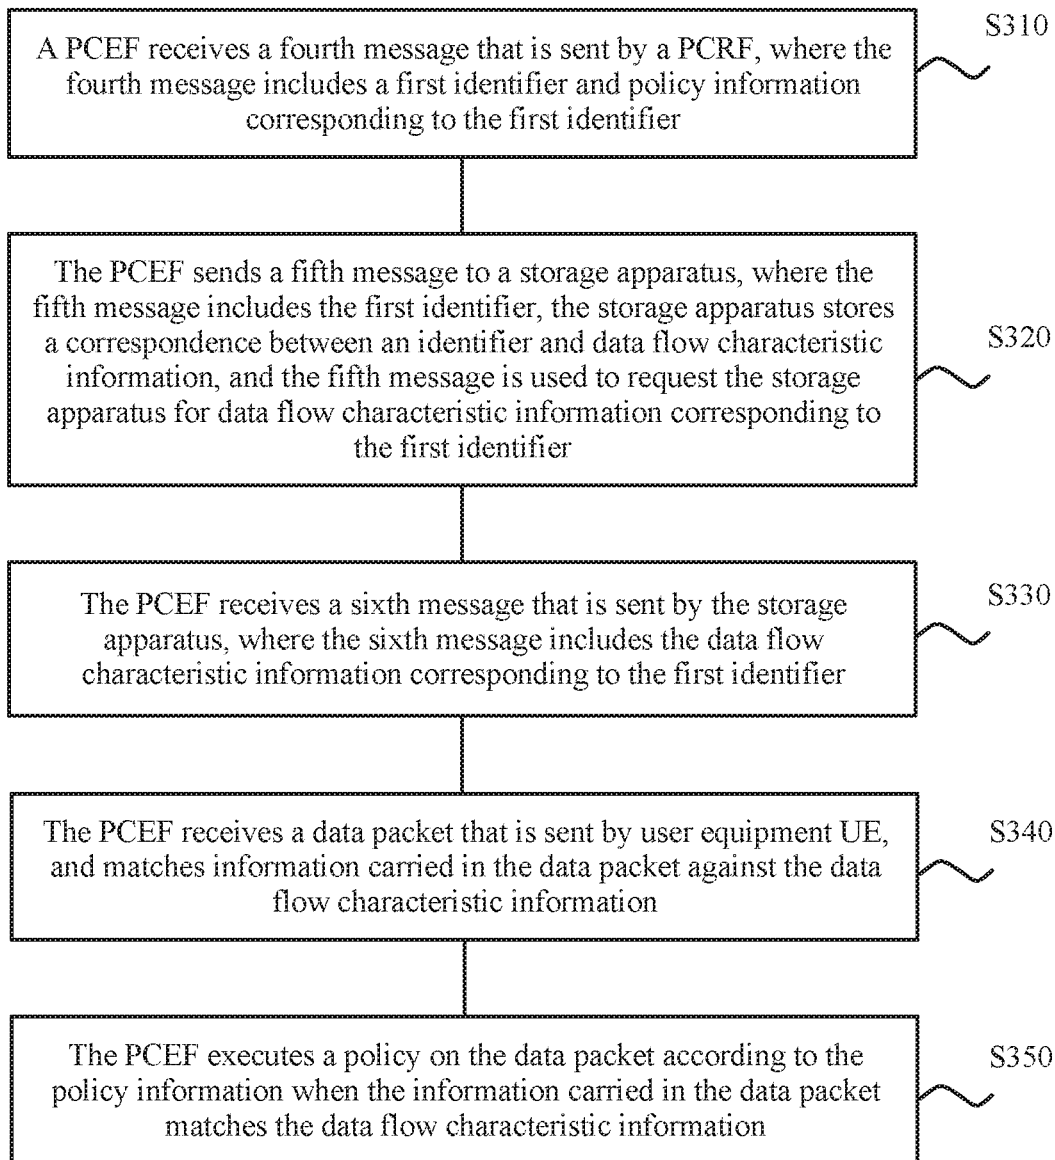 S310
A PCEF receives a fourth message that is sent by a PCRF, where the
fourth message includes a first identifier and policy information
corresponding to the first identifier
The PCEF sends a fifth message to a storage apparatus, where the
fifth message includes the first identifier, the storage apparatus stores
a correspondence between an identifier and data flow characteristic
information, and the fifth message is used to request the storage
apparatus for data flow characteristic information corresponding to
the first identifier
S320
The PCEF receives a sixth message that is sent by the storage
apparatus, where the sixth message includes the data flow
characteristic information corresponding to the first identifier
S330
The PCEF receives a data packet that is sent by user equipment UE,
and matches information carried in the data packet against the data
flow characteristic information
S340
The PCEF executes a policy on the data packet according to the
policy information when the information carried in the data packet
matches the data flow characteristic information
S350